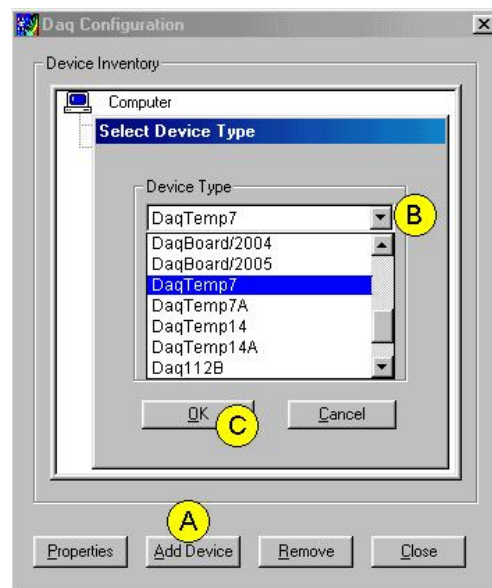 Daq Configuration
Device Inventory
Computer
Select Device Type
Device Type
DaqTemp7
B
DaqBoard/2004
DaqBoard/2005
DaqTemp7
DaqTemp7A
DaqTemp14
DaqTemp14A
Daq112B
OK
C
Cancel
A
Properties
Add Device
Remove
Close